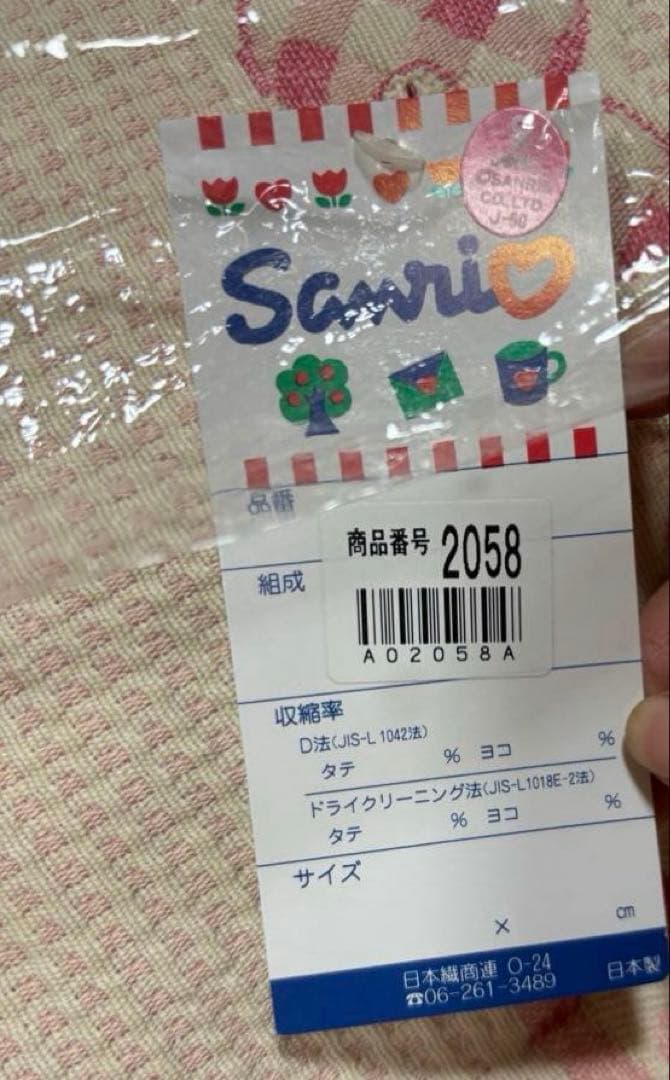 ©SANRIO
CO., LTD.
J-60
Sanrio
品番
商品番号 2058
A02058A
組成
収縮率
D法(JIS-L 1042法)
タテ % ヨコ %
ドライクリーニング法(JIS-L1018E-2法)
タテ % ヨコ %
サイズ
× cm
日本繊商連 O-24 日本製
☎06-261-3489